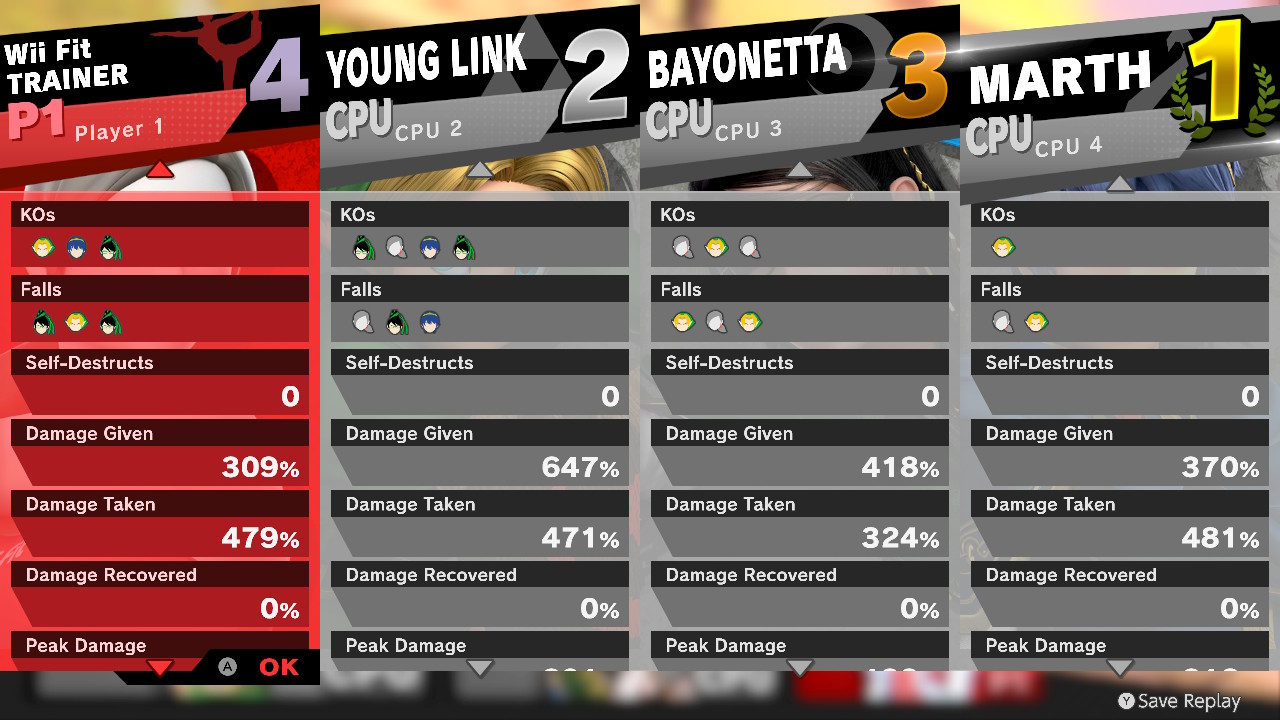 Wii Fit
TRAINER
4
P1 Player 1
KOs
Falls
Self-Destructs
0
Damage Given
309%
Damage Taken
479%
Damage Recovered
0%
Peak Damage
A OK
YOUNG LINK
2
CPU CPU 2
KOs
Falls
Self-Destructs
0
Damage Given
647%
Damage Taken
471%
Damage Recovered
0%
Peak Damage
BAYONETTA
3
CPU CPU 3
KOs
Falls
Self-Destructs
0
Damage Given
418%
Damage Taken
324%
Damage Recovered
0%
Peak Damage
MARTH
1
CPU CPU 4
KOs
Falls
Self-Destructs
0
Damage Given
370%
Damage Taken
481%
Damage Recovered
0%
Peak Damage
Y Save Replay